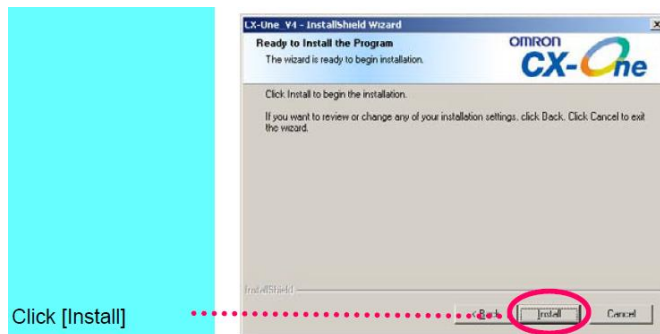 CX-One_V4 - InstallShield Wizard
Ready to Install the Program
The wizard is ready to begin installation.
OMRON
CX-One
Click Install to begin the installation.
If you want to review or change any of your installation settings, click Back. Click Cancel to exit
the wizard.
InstallShield
Click [Install]
< Back
Install
Cancel